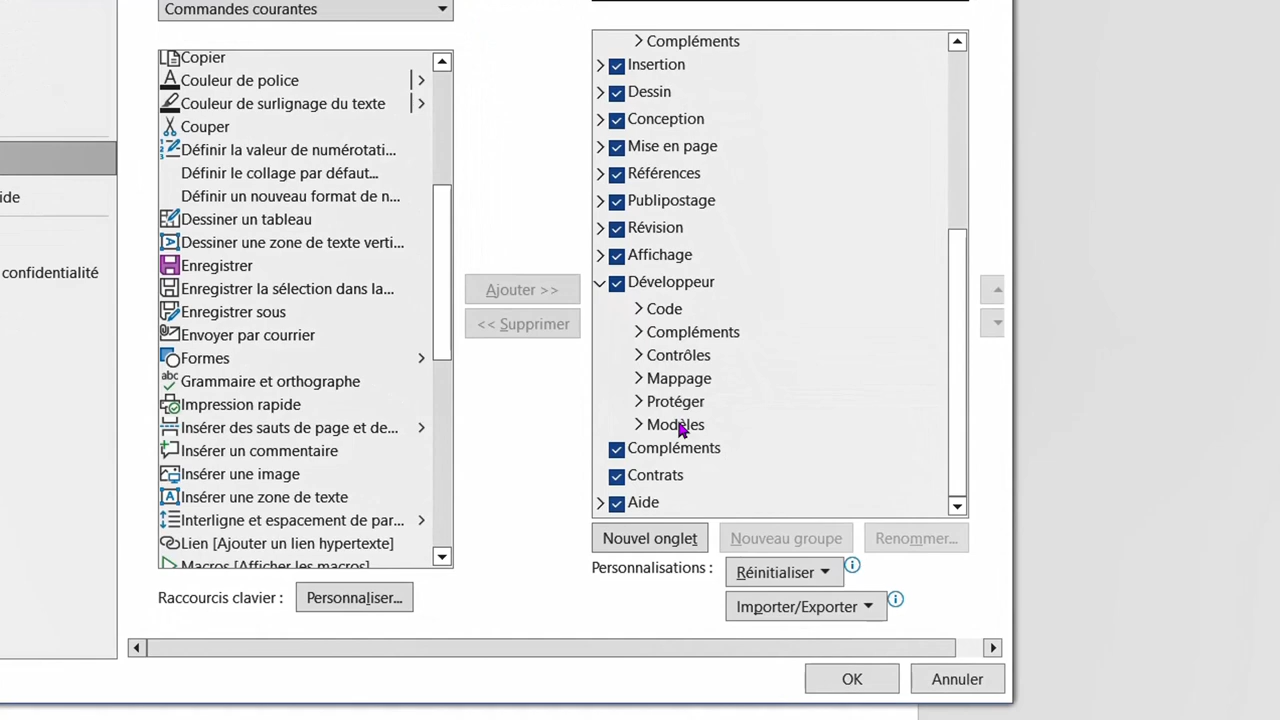 Commandes courantes
ide
confidentialité
Copier
Couleur de police
Couleur de surlignage du texte
Couper
Définir la valeur de numérotati...
Définir le collage par défaut...
Définir un nouveau format de n...
Dessiner un tableau
Dessiner une zone de texte verti...
Enregistrer
Enregistrer la sélection dans la...
Enregistrer sous
Envoyer par courrier
Formes
abc
Grammaire et orthographe
Impression rapide
Insérer des sauts de page et de...
Insérer un commentaire
Insérer une image
Insérer une zone de texte
Interligne et espacement de par...
Lien [Ajouter un lien hypertexte]
Macros [Afficher les macros]
Raccourcis clavier :
Personnaliser...
Ajouter >>
<< Supprimer
Compléments
Insertion
Dessin
Conception
Mise en page
Références
Publipostage
Révision
Affichage
Développeur
Code
Compléments
Contrôles
Mappage
Protéger
Modèles
Compléments
Contrats
Aide
Nouvel onglet
Nouveau groupe
Renommer...
Personnalisations :
Réinitialiser
Importer/Exporter
OK
Annuler